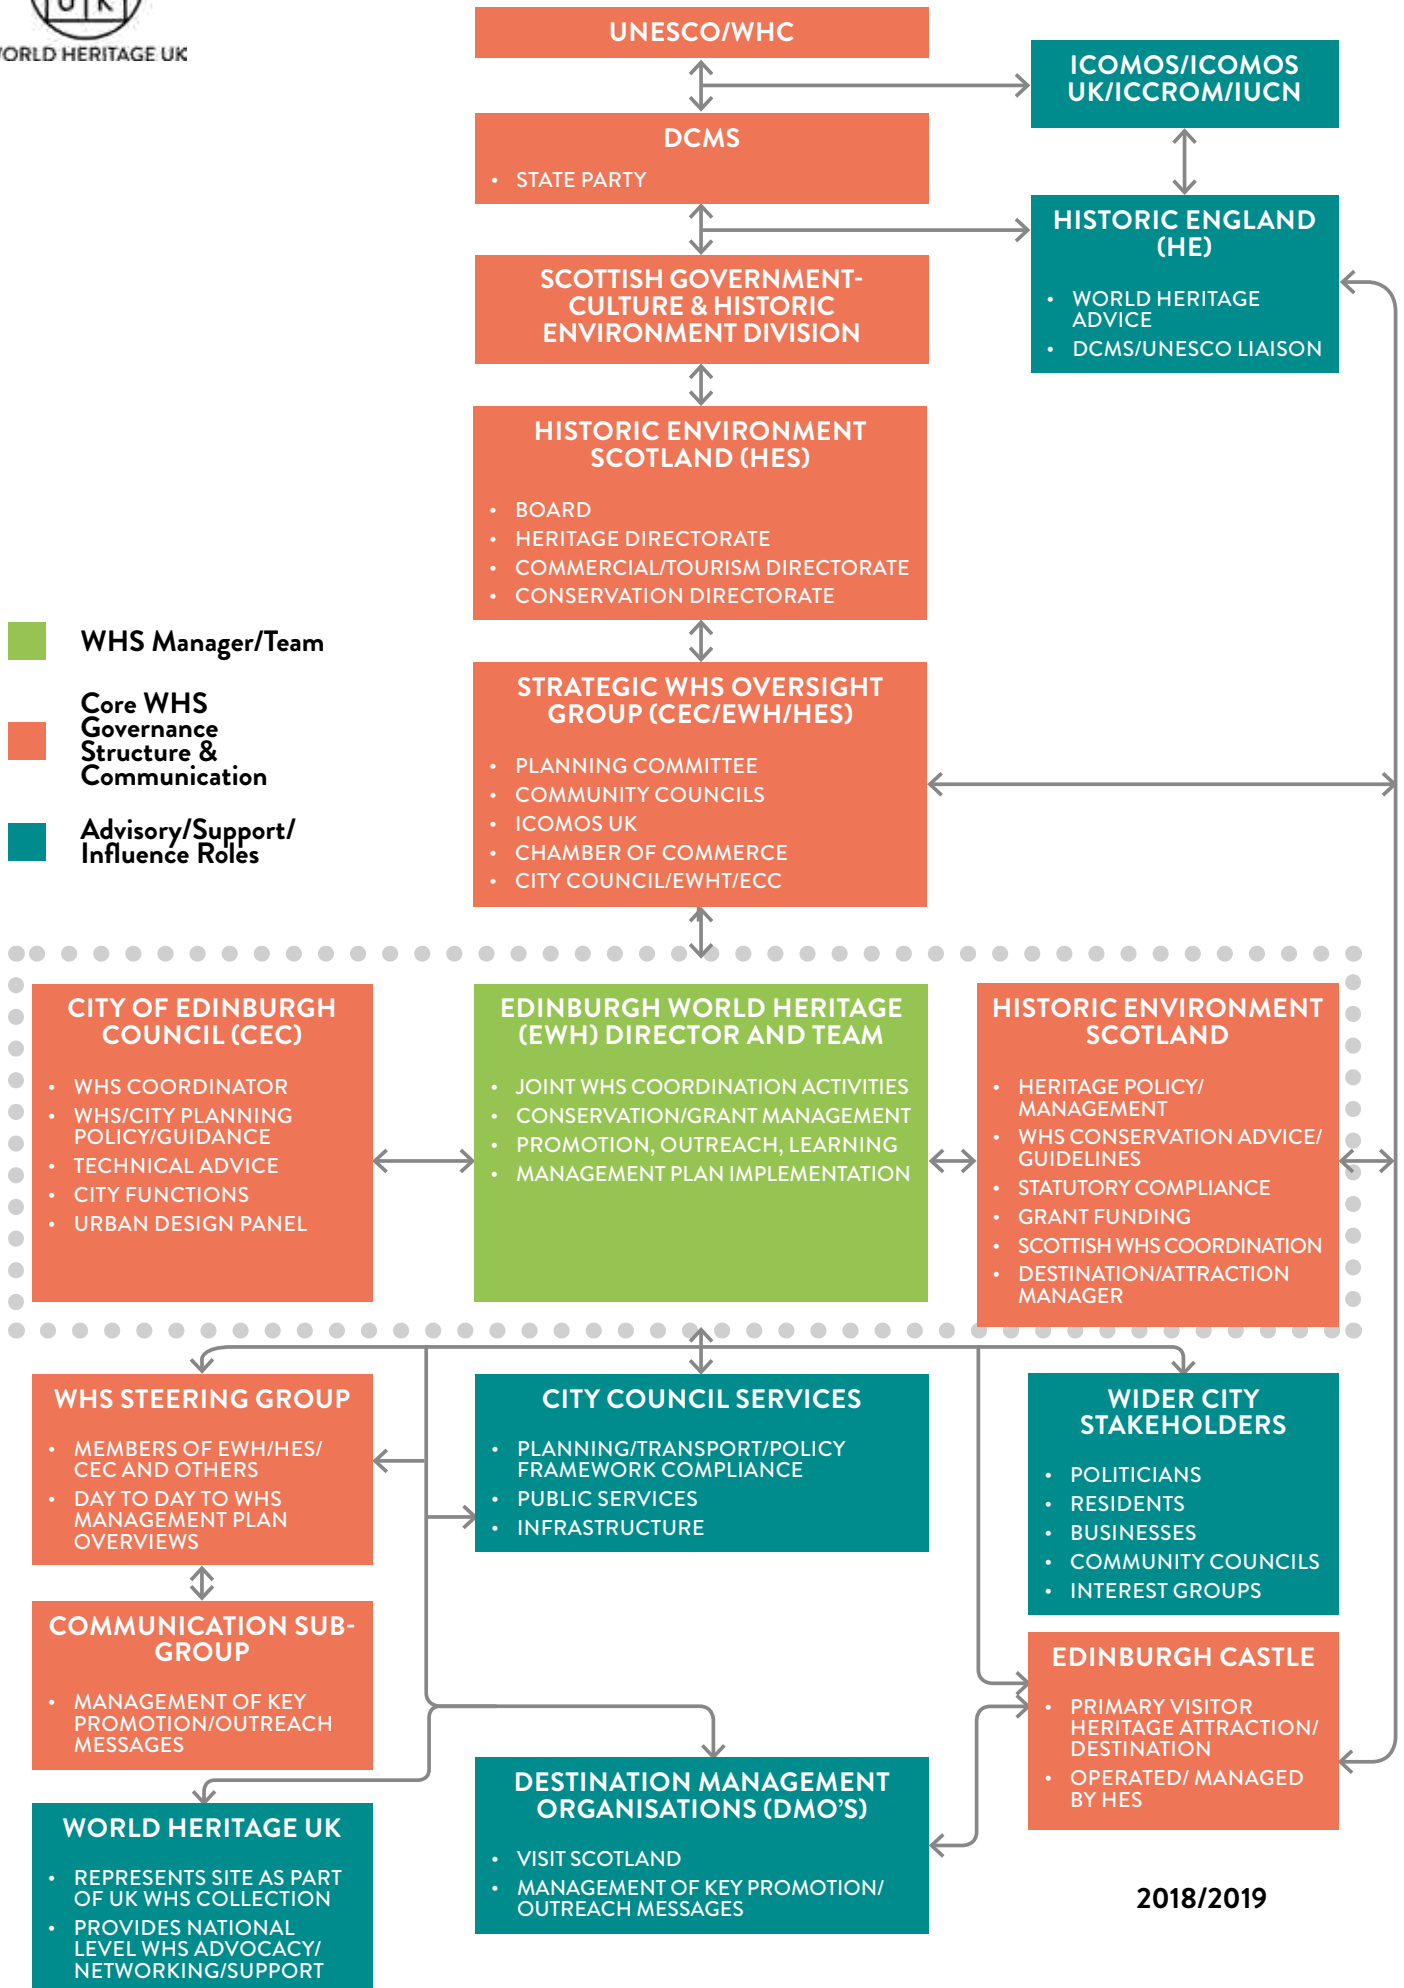 U K
WORLD HERITAGE UK
UNESCO/WHC
ICOMOS/ICOMOS
UK/ICCROM/IUCN
DCMS
• STATE PARTY
HISTORIC ENGLAND
(HE)
• WORLD HERITAGE
ADVICE
• DCMS/UNESCO LIAISON
SCOTTISH GOVERNMENT-
CULTURE & HISTORIC
ENVIRONMENT DIVISION
HISTORIC ENVIRONMENT
SCOTLAND (HES)
• BOARD
• HERITAGE DIRECTORATE
• COMMERCIAL/TOURISM DIRECTORATE
• CONSERVATION DIRECTORATE
WHS Manager/Team
Core WHS
Governance
Structure &
Communication
Advisory/Support/
Influence Roles
STRATEGIC WHS OVERSIGHT
GROUP (CEC/EWH/HES)
• PLANNING COMMITTEE
• COMMUNITY COUNCILS
• ICOMOS UK
• CHAMBER OF COMMERCE
• CITY COUNCIL/EWHT/ECC
CITY OF EDINBURGH
COUNCIL (CEC)
• WHS COORDINATOR
• WHS/CITY PLANNING
POLICY/GUIDANCE
• TECHNICAL ADVICE
• CITY FUNCTIONS
• URBAN DESIGN PANEL
EDINBURGH WORLD HERITAGE
(EWH) DIRECTOR AND TEAM
• JOINT WHS COORDINATION ACTIVITIES
• CONSERVATION/GRANT MANAGEMENT
• PROMOTION, OUTREACH, LEARNING
• MANAGEMENT PLAN IMPLEMENTATION
HISTORIC ENVIRONMENT
SCOTLAND
• HERITAGE POLICY/
MANAGEMENT
• WHS CONSERVATION ADVICE/
GUIDELINES
• STATUTORY COMPLIANCE
• GRANT FUNDING
• SCOTTISH WHS COORDINATION
• DESTINATION/ATTRACTION
MANAGER
WHS STEERING GROUP
• MEMBERS OF EWH/HES/
CEC AND OTHERS
• DAY TO DAY TO WHS
MANAGEMENT PLAN
OVERVIEWS
CITY COUNCIL SERVICES
• PLANNING/TRANSPORT/POLICY
FRAMEWORK COMPLIANCE
• PUBLIC SERVICES
• INFRASTRUCTURE
WIDER CITY
STAKEHOLDERS
• POLITICIANS
• RESIDENTS
• BUSINESSES
• COMMUNITY COUNCILS
• INTEREST GROUPS
COMMUNICATION SUB-
GROUP
• MANAGEMENT OF KEY
PROMOTION/OUTREACH
MESSAGES
EDINBURGH CASTLE
• PRIMARY VISITOR
HERITAGE ATTRACTION/
DESTINATION
• OPERATED/ MANAGED
BY HES
WORLD HERITAGE UK
• REPRESENTS SITE AS PART
OF UK WHS COLLECTION
• PROVIDES NATIONAL
LEVEL WHS ADVOCACY/
NETWORKING/SUPPORT
DESTINATION MANAGEMENT
ORGANISATIONS (DMO'S)
• VISIT SCOTLAND
• MANAGEMENT OF KEY PROMOTION/
OUTREACH MESSAGES
2018/2019